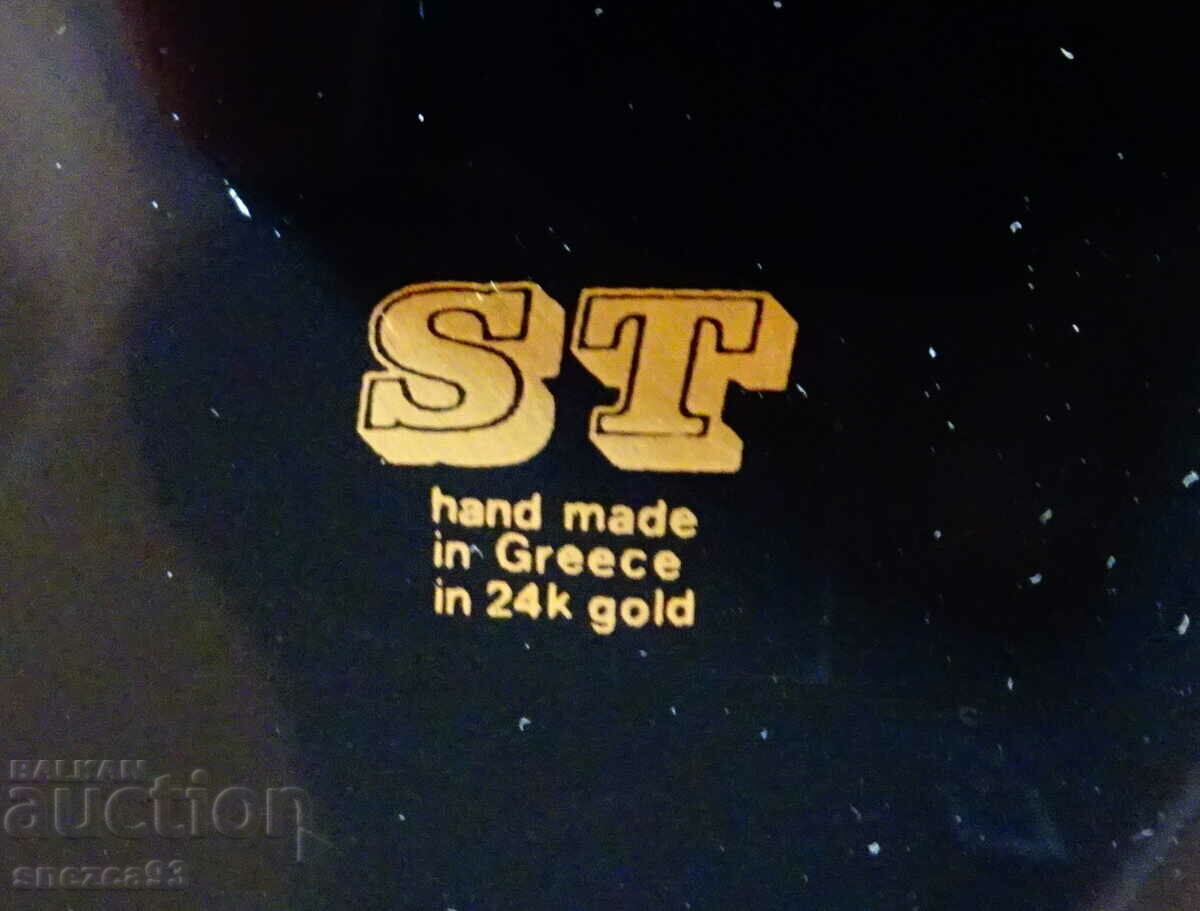 ST
hand made
in Greece
in 24k gold
BALKAN
auction
snezca93